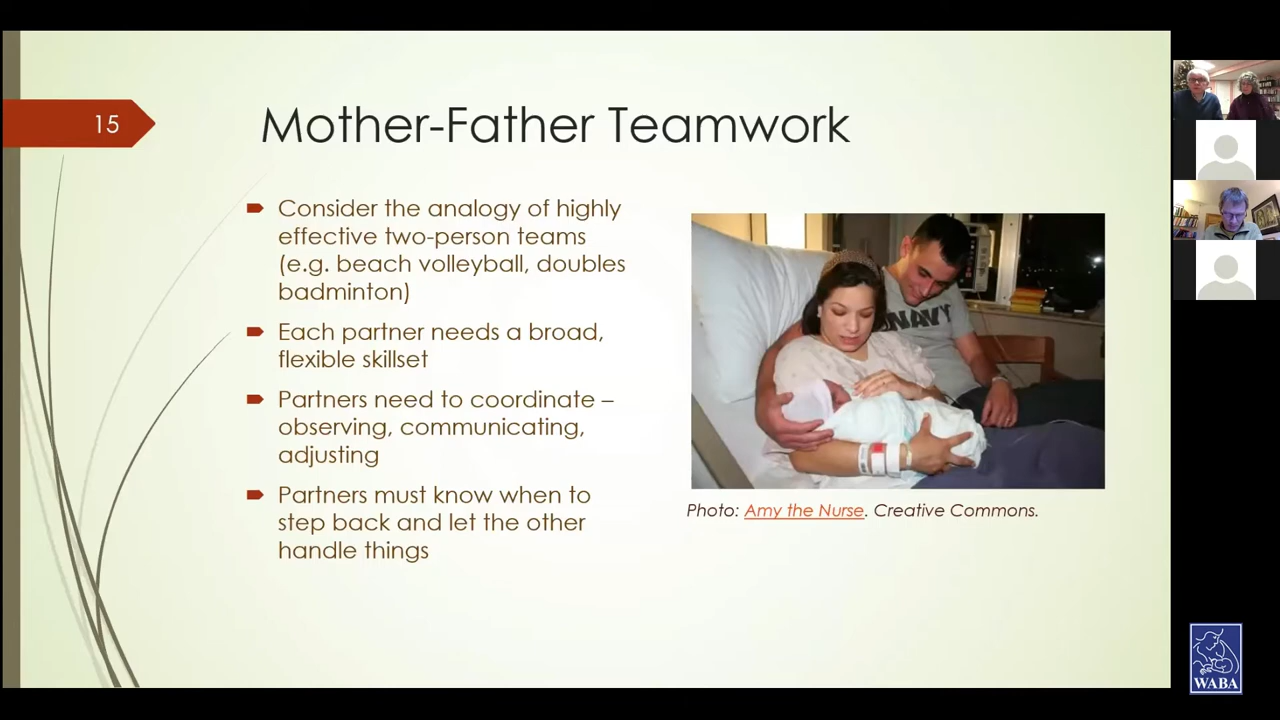 15
Mother-Father Teamwork
Consider the analogy of highly
effective two-person teams
(e.g. beach volleyball, doubles
badminton)
Each partner needs a broad,
flexible skillset
Partners need to coordinate –
observing, communicating,
adjusting
Partners must know when to
step back and let the other
handle things
NAVY
Photo: Amy the Nurse. Creative Commons.
WABA